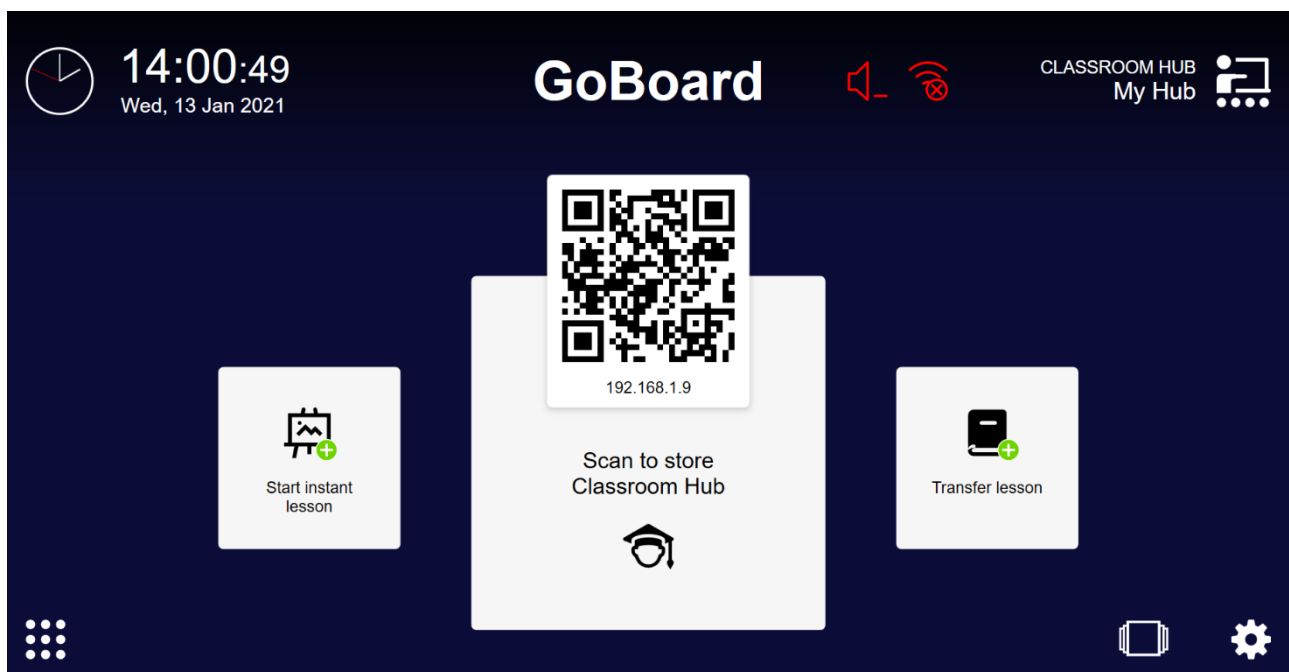 14:00:49
Wed, 13 Jan 2021
GoBoard
CLASSROOM HUB
My Hub
192.168.1.9
Scan to store
Classroom Hub
Start instant
lesson
Transfer lesson